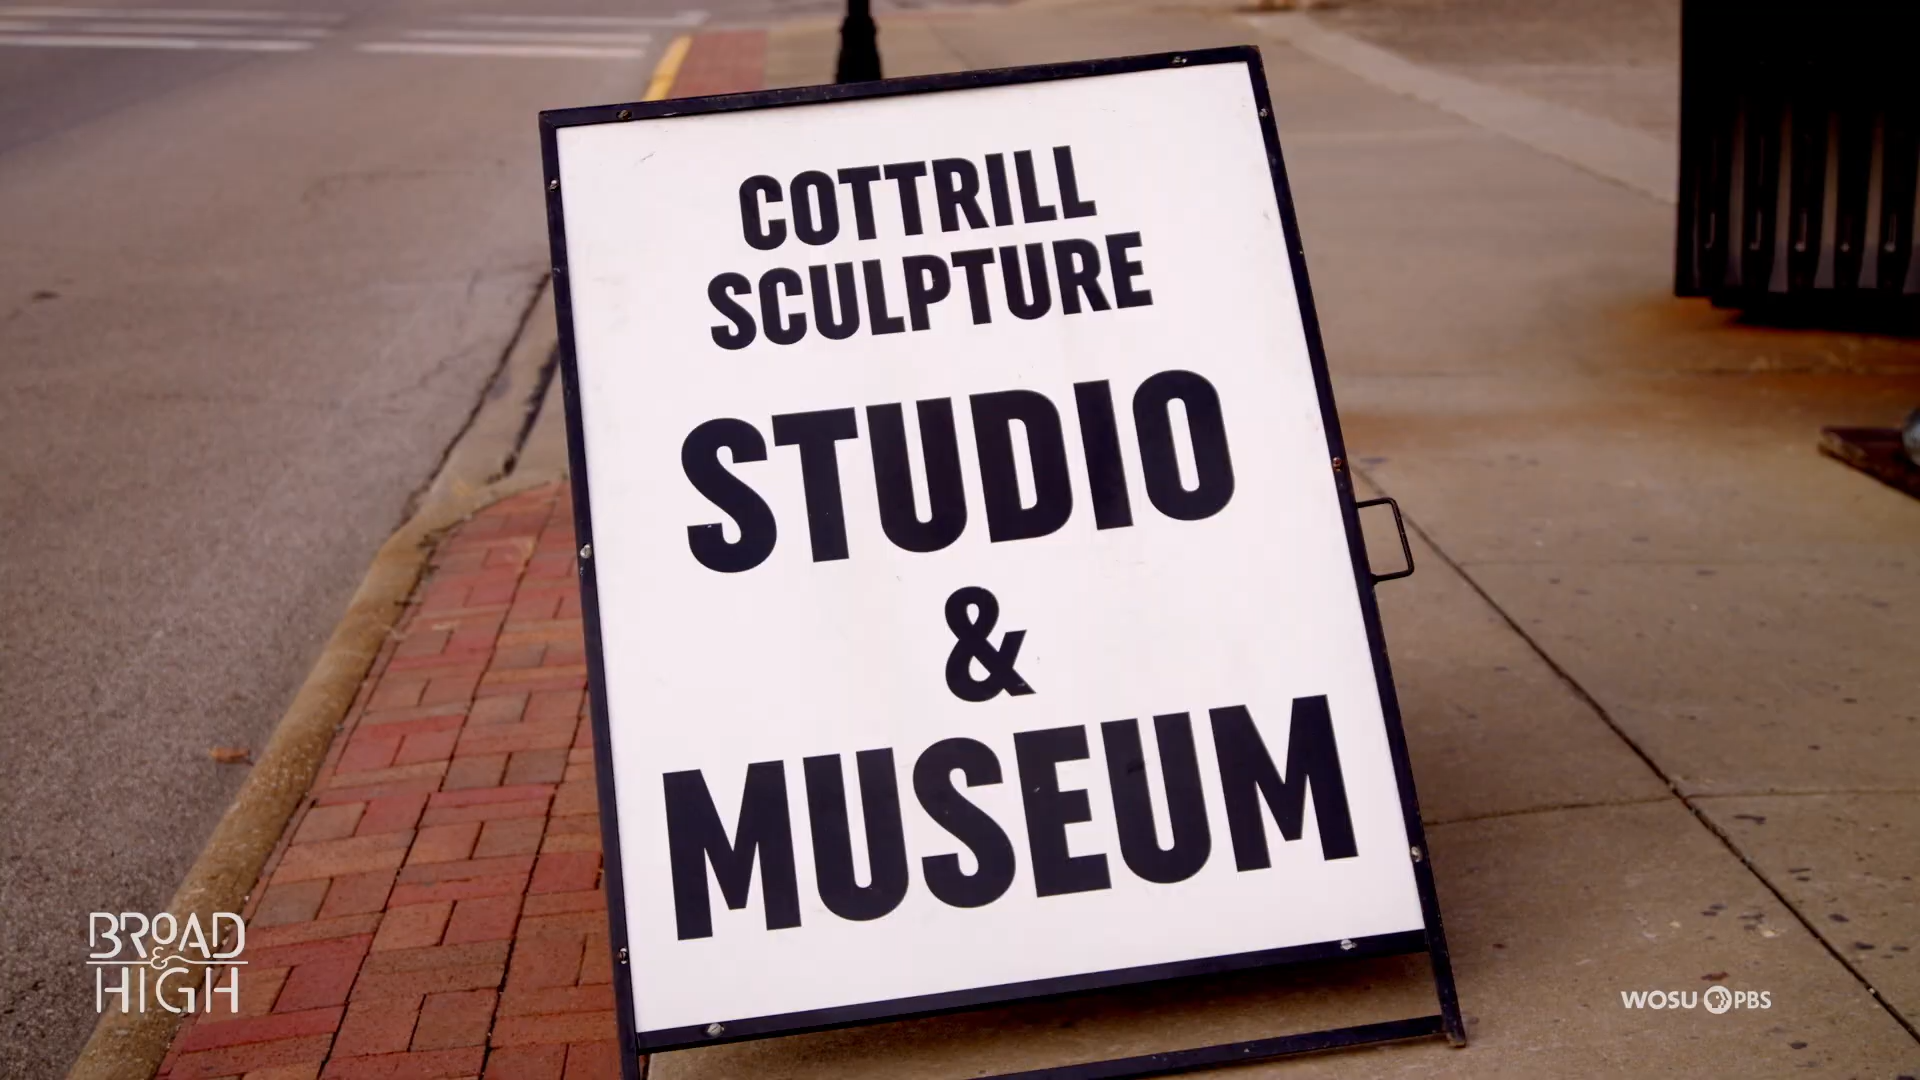 COTTRILL
SCULPTURE
STUDIO
&
MUSEUM
BROAD
&
HIGH
WOSU PBS